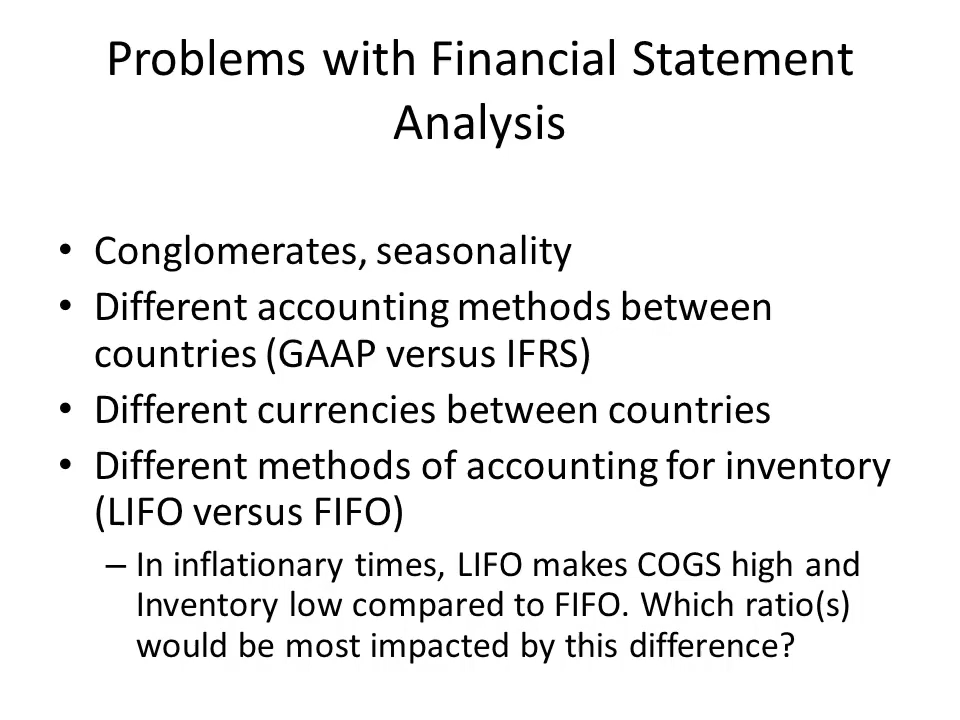 Problems with Financial Statement
Analysis
• Conglomerates, seasonality
• Different accounting methods between
countries (GAAP versus IFRS)
• Different currencies between countries
• Different methods of accounting for inventory
(LIFO versus FIFO)
– In inflationary times, LIFO makes COGS high and
Inventory low compared to FIFO. Which ratio(s)
would be most impacted by this difference?